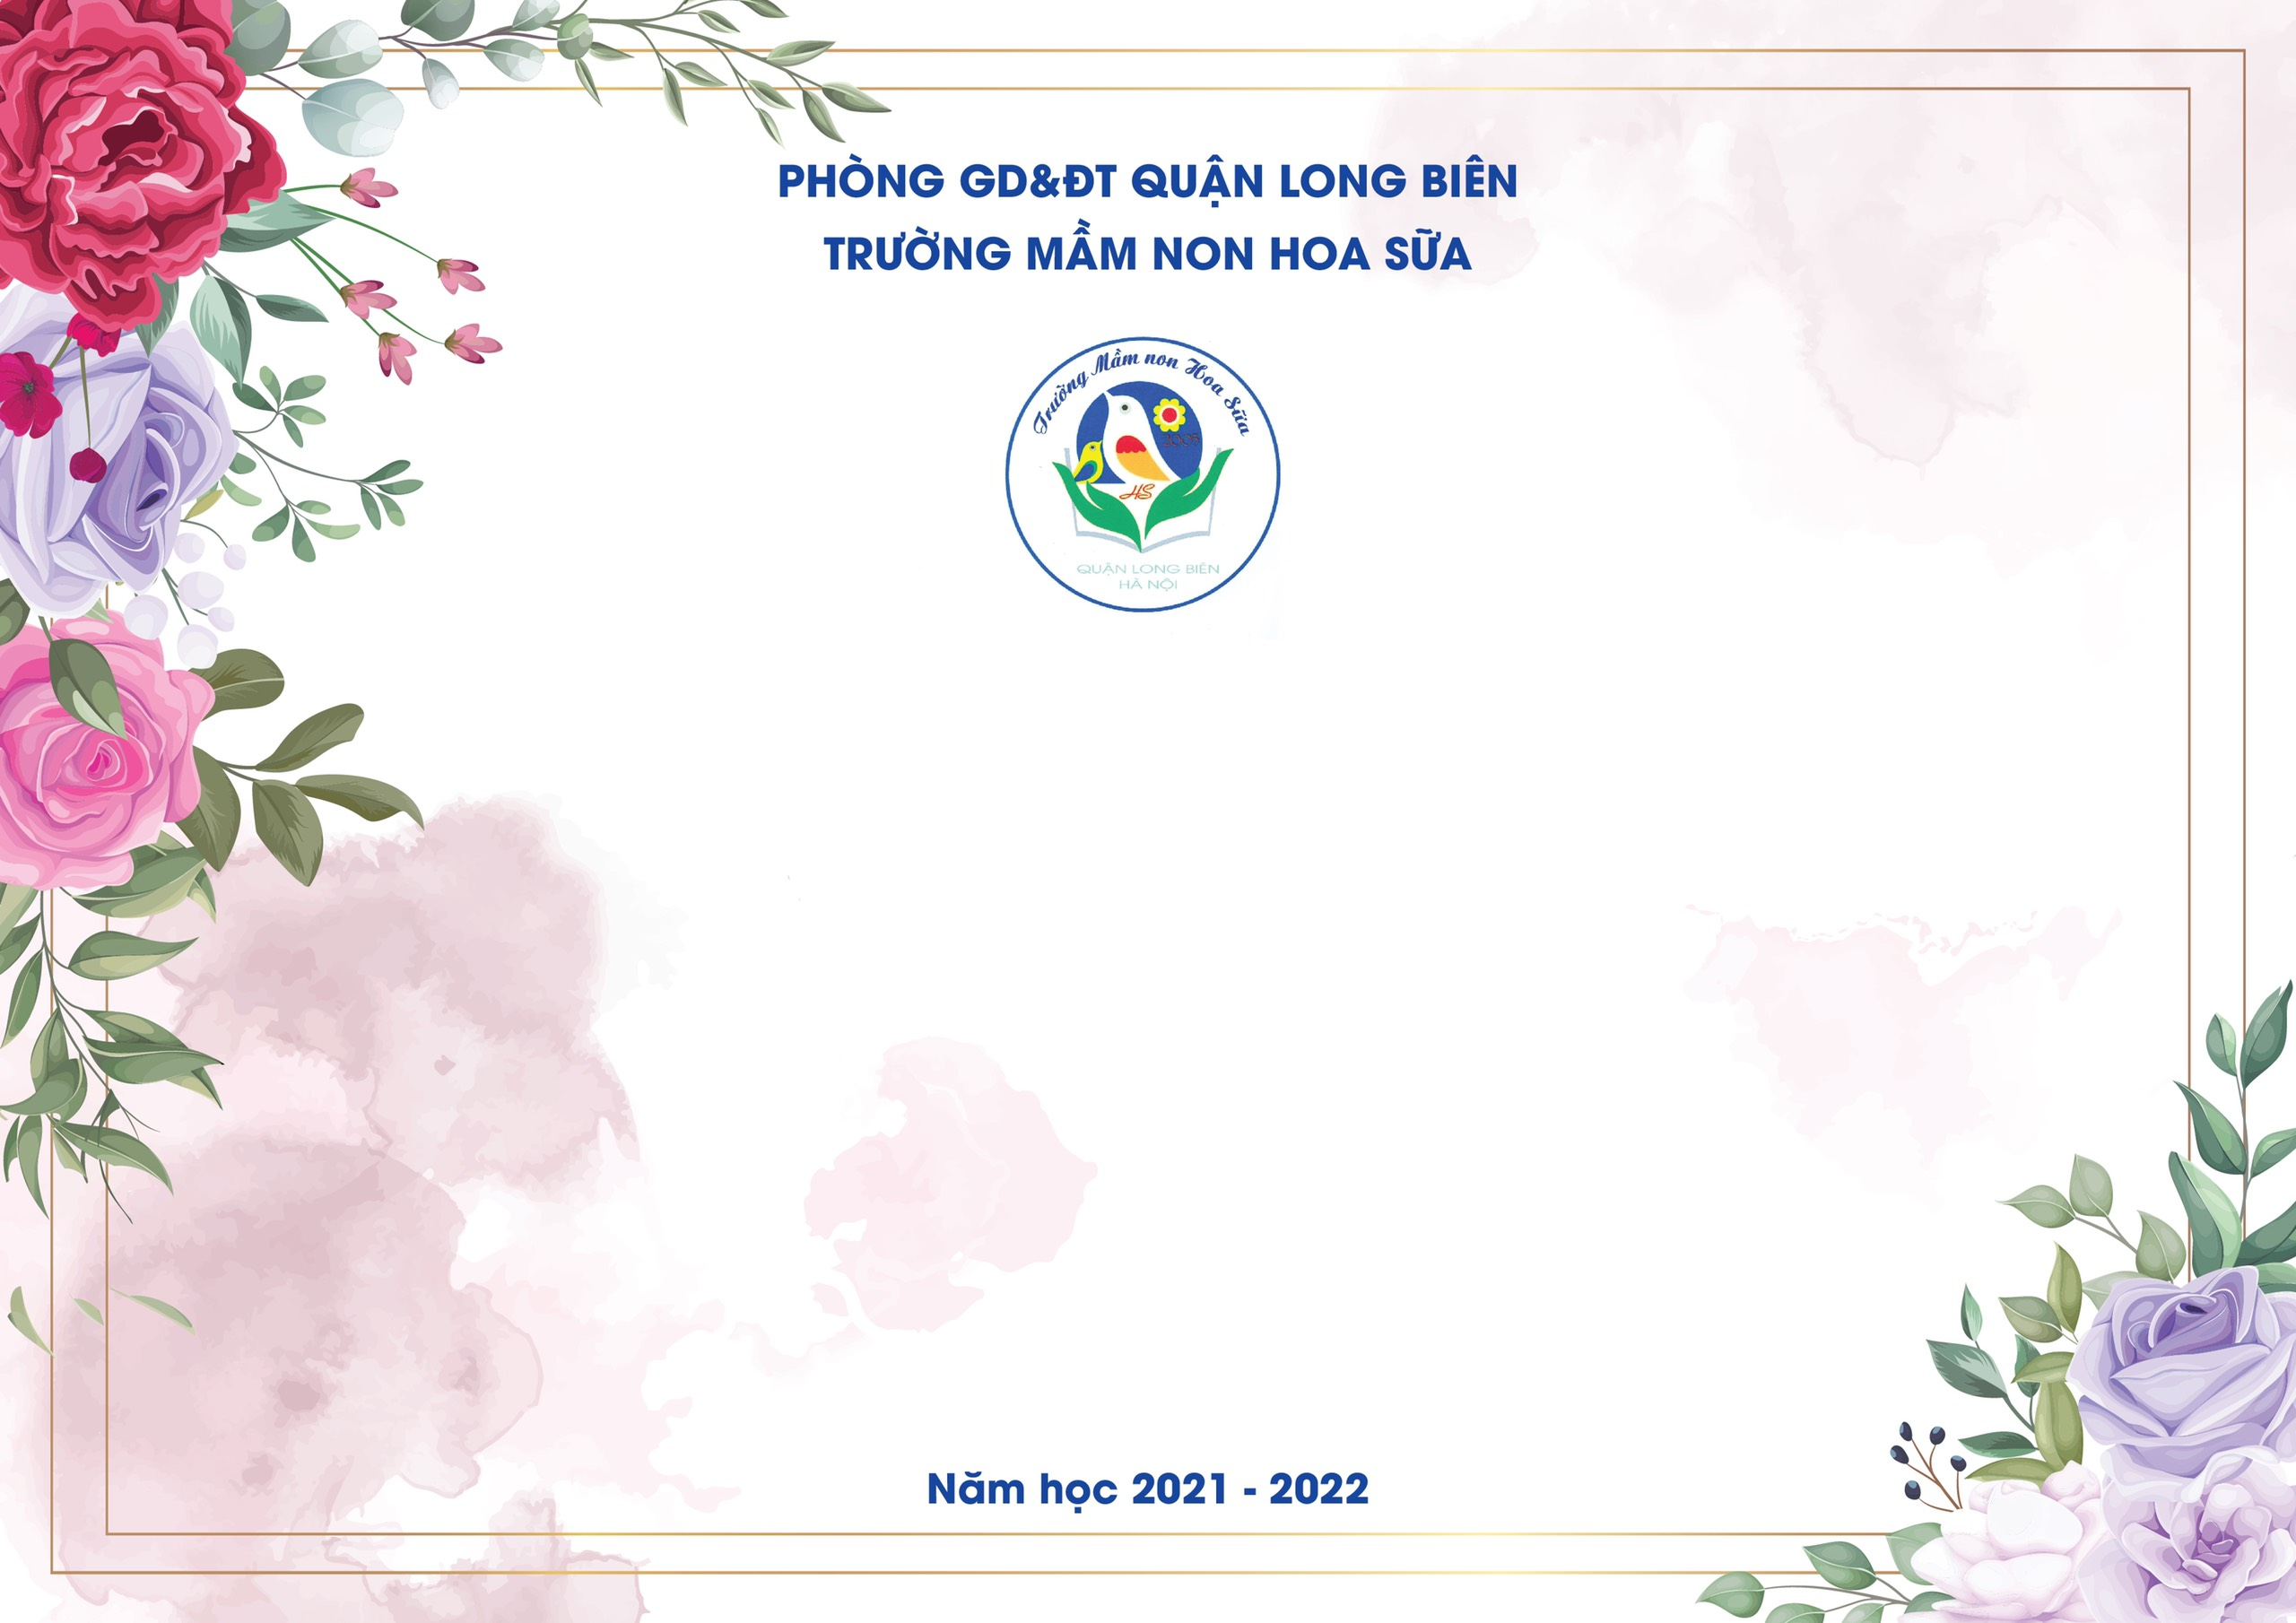 PHÒNG GD&ĐT QUẬN LONG BIÊN
TRƯỜNG MẦM NON HOA SỮA
Trường Mầm non Hoa Sữa
HS
QUẬN LONG BIÊN
HÀ NỘI
Năm học 2021 - 2022